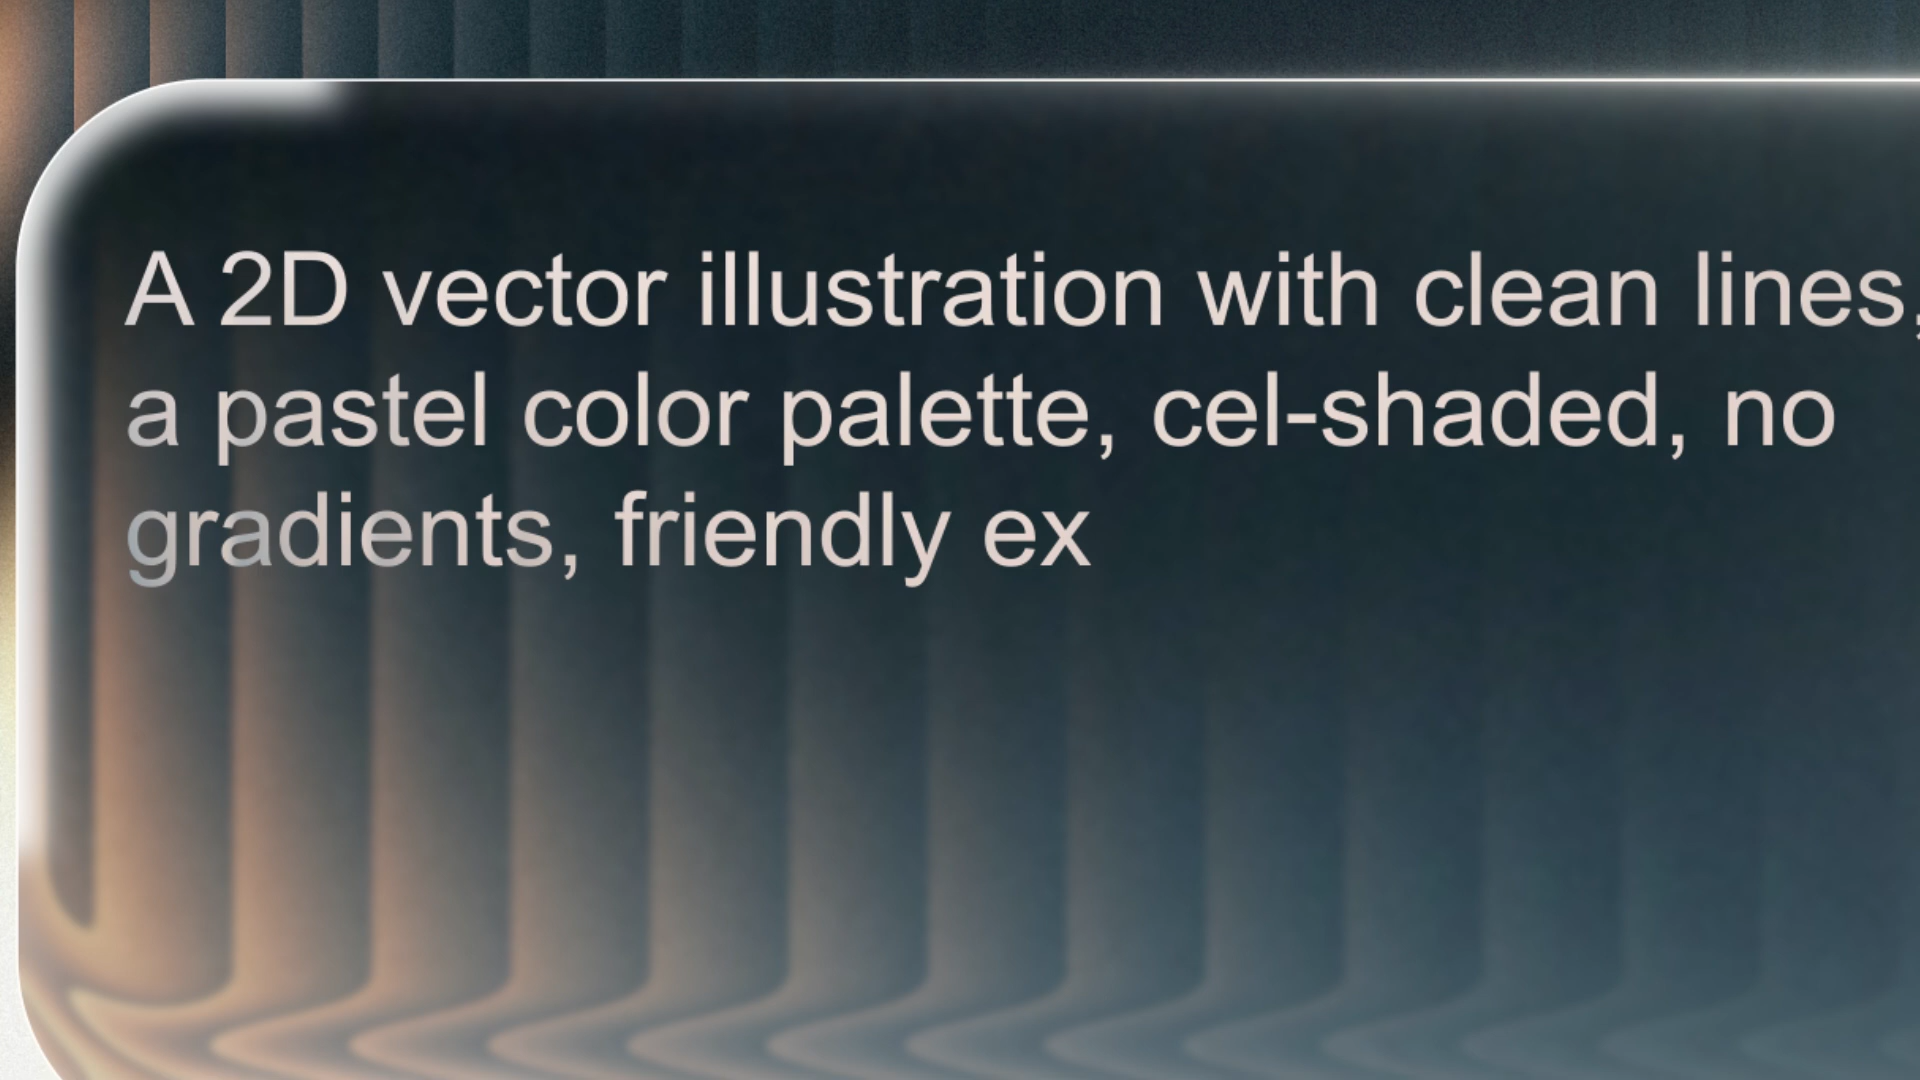 A 2D vector illustration with clean lines,
a pastel color palette, cel-shaded, no
gradients, friendly ex